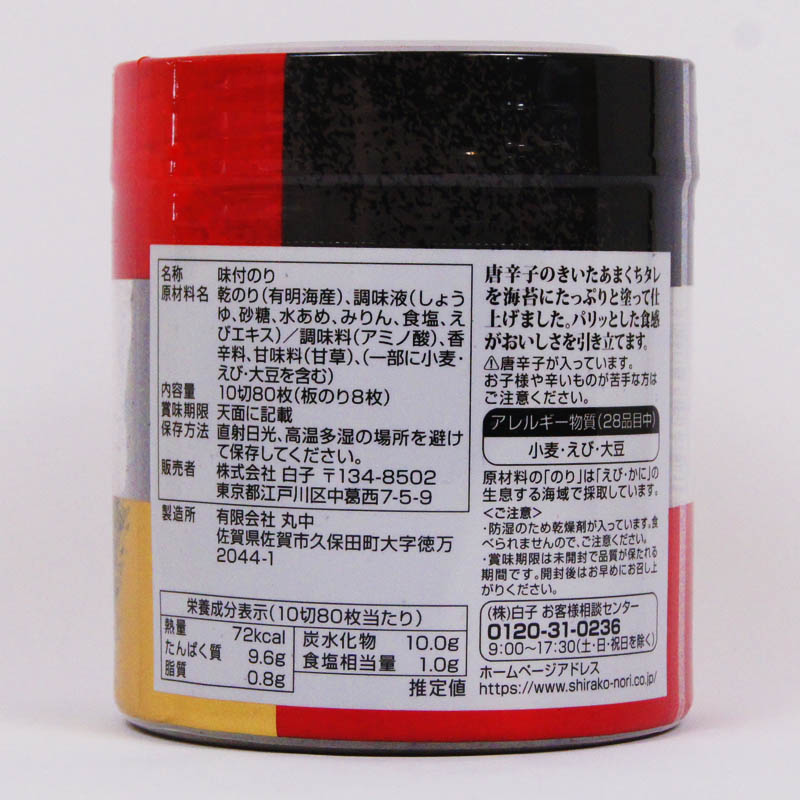 名称 味付のり
原材料名 乾のり(有明海産)、調味液(しょう
ゆ、砂糖、水あめ、みりん、食塩、え
びエキス)/調味料(アミノ酸)、香
辛料、甘味料(甘草)、(一部に小麦・
えび・大豆を含む)
内容量 10切80枚(板のり8枚)
賞味期限 天面に記載
保存方法 直射日光、高温多湿の場所を避け
て保存してください。
販売者 株式会社 白子 〒134-8502
東京都江戸川区中葛西7-5-9
製造所 有限会社 丸中
佐賀県佐賀市久保田町大字徳万
2044-1
栄養成分表示(10切80枚当たり)
熱量 72kcal
たんぱく質 9.6g
脂質 0.8g
炭水化物 10.0g
食塩相当量 1.0g
推定値
唐辛子のきいたあまくちタレ
を海苔にたっぷりと塗って仕
上げました。パリッとした食感
がおいしさを引き立てます。
⚠唐辛子が入っています。
お子様や辛いものが苦手な方は
ご注意ください。
アレルギー物質(28品目中)
小麦・えび・大豆
原材料の「のり」は「えび・かに」の
生息する海域で採取しています。
<ご注意>
・防湿のため乾燥剤が入っています。食
べられませんので、ご注意ください。
・賞味期限は未開封で品質が保たれる
期間です。開封後はお早めにお召し上
がりください。
(株)白子 お客様相談センター
0120-31-0236
9:00〜17:30(土・日・祝日を除く)
ホームページアドレス
https://www.shirako-nori.co.jp/